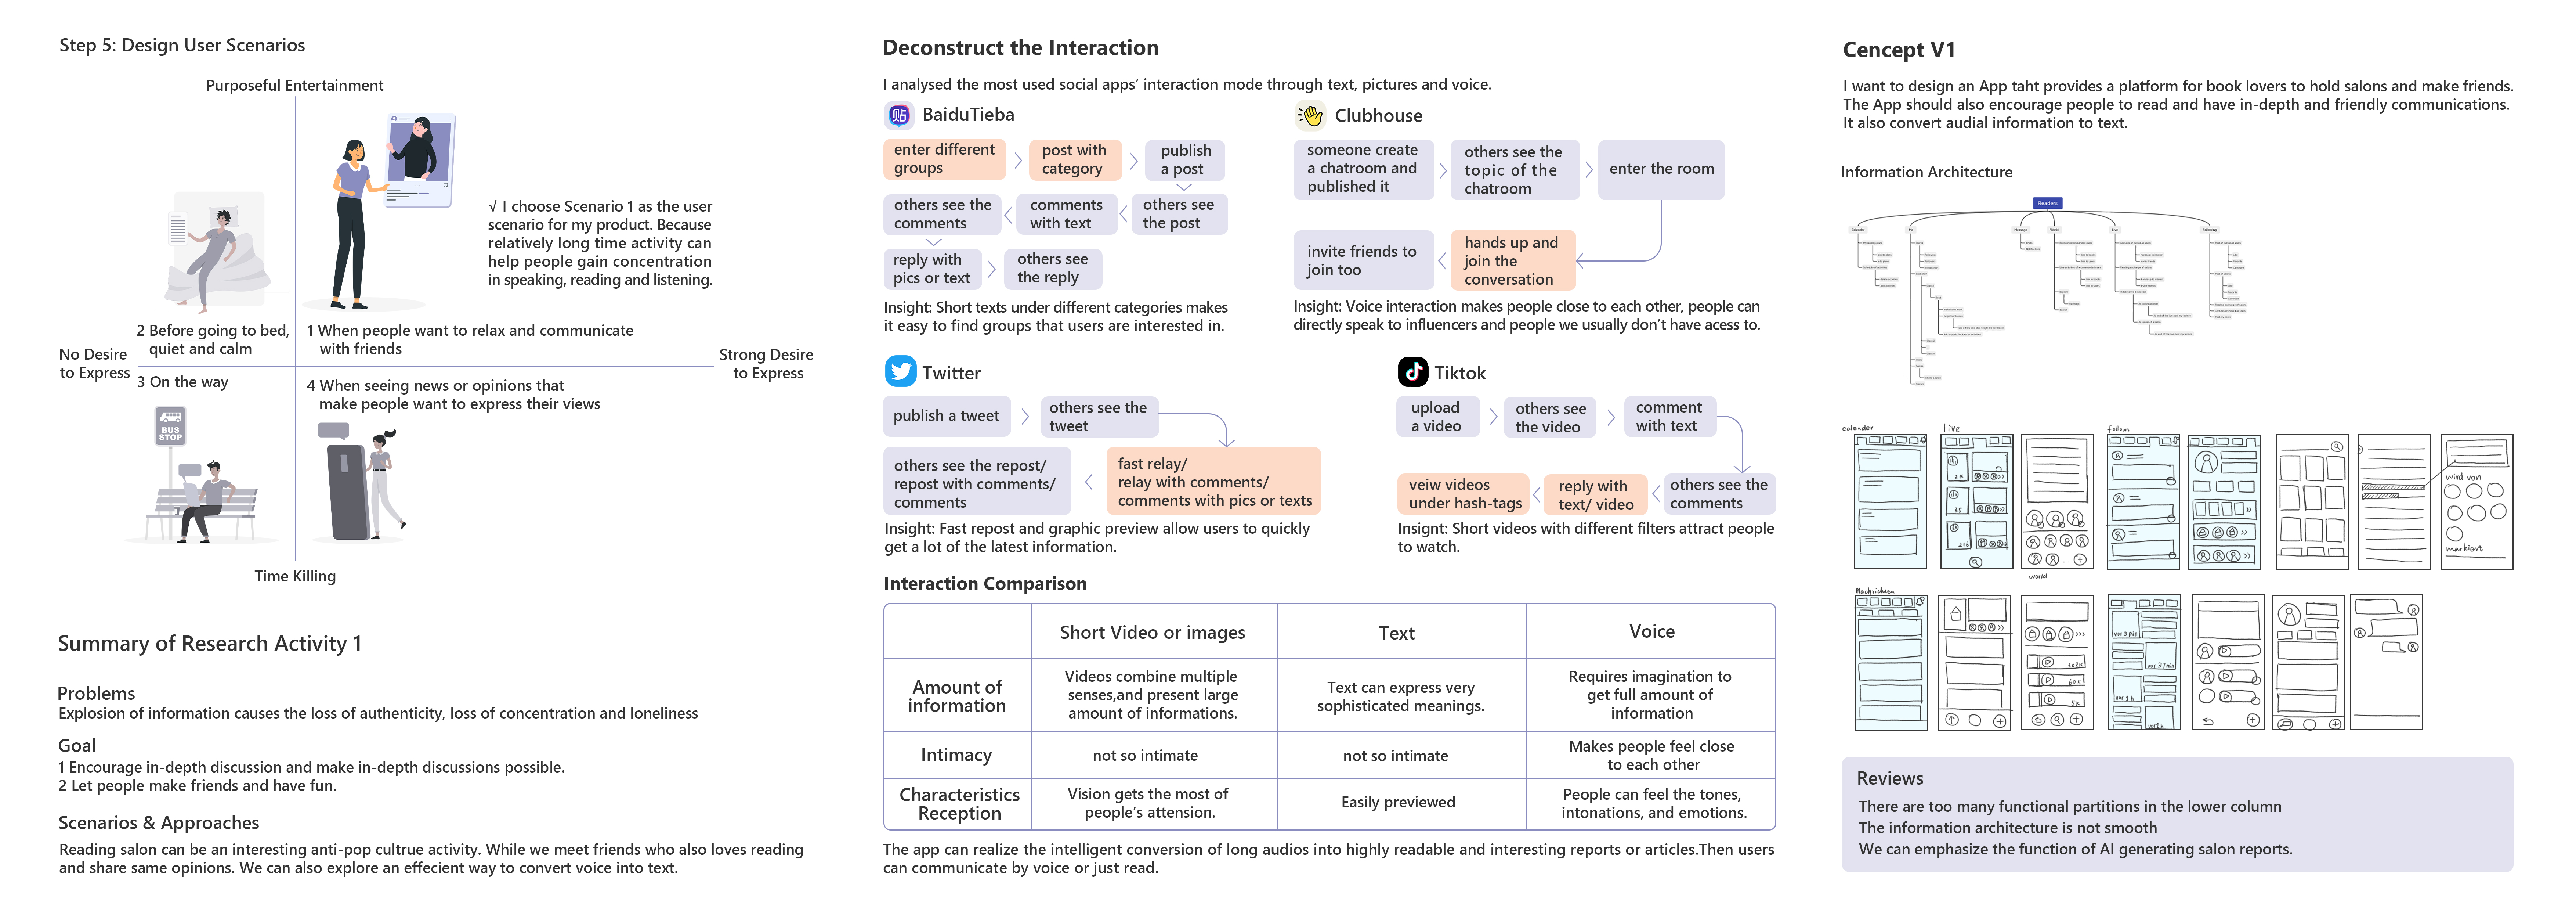 Step 5: Design User Scenarios
Purposeful Entertainment
√ I choose Scenario 1 as the user
scenario for my product. Because
relatively long time activity can
help people gain concentration
in speaking, reading and listening.
2 Before going to bed,
quiet and calm
1 When people want to relax and communicate
with friends
No Desire
to Express
Strong Desire
to Express
3 On the way
4 When seeing news or opinions that
make people want to express their views
BUS
STOP
Time Killing
Summary of Research Activity 1
Problems
Explosion of information causes the loss of authenticity, loss of concentration and loneliness
Goal
1 Encourage in-depth discussion and make in-depth discussions possible.
2 Let people make friends and have fun.
Scenarios & Approaches
Reading salon can be an interesting anti-pop cultrue activity. While we meet friends who also loves reading
and share same opinions. We can also explore an effecient way to convert voice into text.
Deconstruct the Interaction
I analysed the most used social apps' interaction mode through text, pictures and voice.
贴
BaiduTieba
enter different
groups
post with
category
publish
a post
others see the
comments
comments
with text
others see
the post
reply with
pics or text
others see
the reply
Insight: Short texts under different categories makes
it easy to find groups that users are interested in.
Clubhouse
someone create
a chatroom and
published it
others see the
topic of the
chatroom
enter the room
invite friends to
join too
hands up and
join the
conversation
Insight: Voice interaction makes people close to each other, people can
directly speak to influencers and people we usually don't have acess to.
Twitter
publish a tweet
others see the
tweet
others see the repost/
repost with comments/
comments
fast relay/
relay with comments/
comments with pics or texts
Insight: Fast repost and graphic preview allow users to quickly
get a lot of the latest information.
Tiktok
upload
a video
others see
the video
comment
with text
veiw videos
under hash-tags
reply with
text/ video
others see the
comments
Insignt: Short videos with different filters attract people
to watch.
Interaction Comparison
Short Video or images
Text
Voice
Amount of
information
Videos combine multiple
senses,and present large
amount of informations.
Text can express very
sophisticated meanings.
Requires imagination to
get full amount of
information
Intimacy
not so intimate
not so intimate
Makes people feel close
to each other
Characteristics
Reception
Vision gets the most of
people's attension.
Easily previewed
People can feel the tones,
intonations, and emotions.
The app can realize the intelligent conversion of long audios into highly readable and interesting reports or articles.Then users
can communicate by voice or just read.
Cencept V1
I want to design an App taht provides a platform for book lovers to hold salons and make friends.
The App should also encourage people to read and have in-depth and friendly communications.
It also convert audial information to text.
Information Architecture
Readers
Calendar
Message
Live
Following
calender
live
follow
wird von
markiert
world
Nachrichten
Reviews
There are too many functional partitions in the lower column
The information architecture is not smooth
We can emphasize the function of AI generating salon reports.